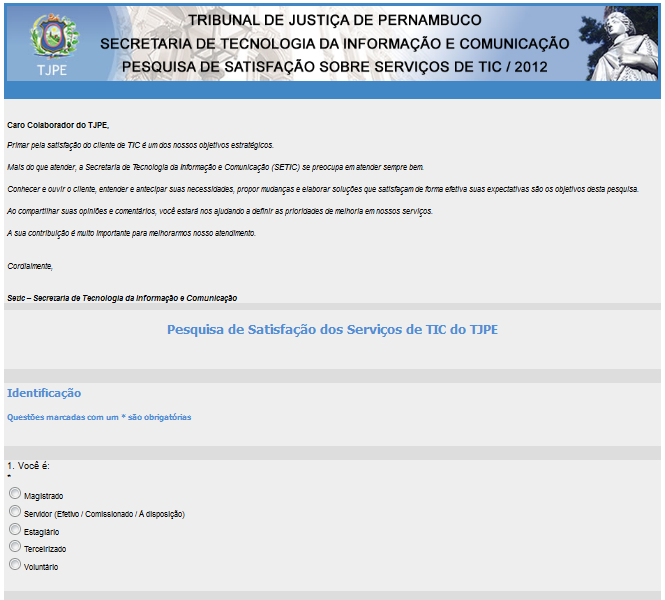 TRIBUNAL DE JUSTIÇA DE PERNAMBUCO
SECRETARIA DE TECNOLOGIA DA INFORMAÇÃO E COMUNICAÇÃO
PESQUISA DE SATISFAÇÃO SOBRE SERVIÇOS DE TIC / 2012
TJPE
Caro Colaborador do TJPE,
Primar pela satisfação do cliente de TIC é um dos nossos objetivos estratégicos.
Mais do que atender, a Secretaria de Tecnologia da Informação e Comunicação (SETIC) se preocupa em atender sempre bem.
Conhecer e ouvir o cliente, entender e antecipar suas necessidades, propor mudanças e elaborar soluções que satisfaçam de forma efetiva suas expectativas são os objetivos desta pesquisa.
Ao compartilhar suas opiniões e comentários, você estará nos ajudando a definir as prioridades de melhoria em nossos serviços.
A sua contribuição é muito importante para melhorarmos nosso atendimento.
Cordialmente,
Setic – Secretaria de Tecnologia da Informação e Comunicação
Pesquisa de Satisfação dos Serviços de TIC do TJPE
Identificação
Questões marcadas com um * são obrigatórias
1. Você é:
*
Magistrado
Servidor (Efetivo / Comissionado / À disposição)
Estagiário
Terceirizado
Voluntário